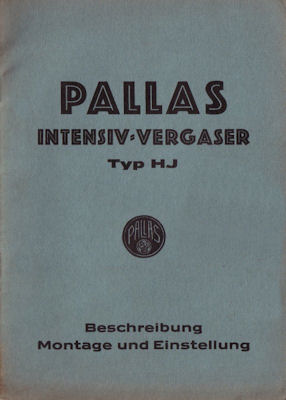 PALLAS
INTENSIV-VERGASER
Typ HJ
PALLAS
Beschreibung
Montage und Einstellung